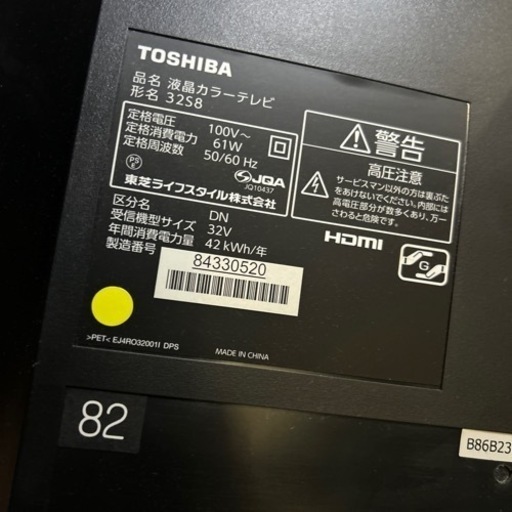 TOSHIBA
品名 液晶カラーテレビ
形名 32S8
定格電圧 100V～
定格消費電力 61W
定格周波数 50/60 Hz
PS
E
JQA
JQ10437
東芝ライフスタイル株式会社
区分名 DN
受信機型サイズ 32V
年間消費電力量 42 kWh/年
製造番号
84330520
警告
高圧注意
サービスマン以外の方は裏ぶた
をあけないでください。内部には
高電圧部分が数多くあり、万一
さわると危険です。
HDMI
G
>PET< EJ4RO32001I DPS
MADE IN CHINA
82
B86B23